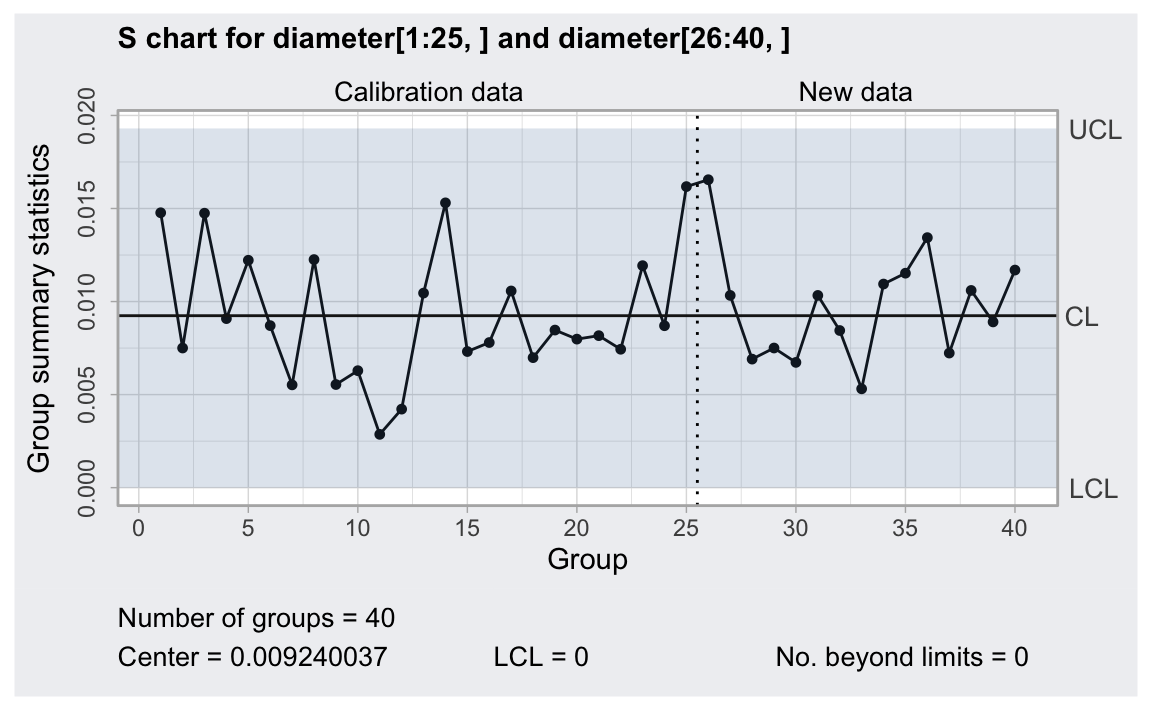 S chart for diameter[1:25, ] and diameter[26:40, ]
Calibration data New data
Group summary statistics
0.020
0.015
0.010
0.005
0.000
UCL
CL
LCL
0 5 10 15 20 25 30 35 40
Group
Number of groups = 40
Center = 0.009240037 LCL = 0 No. beyond limits = 0